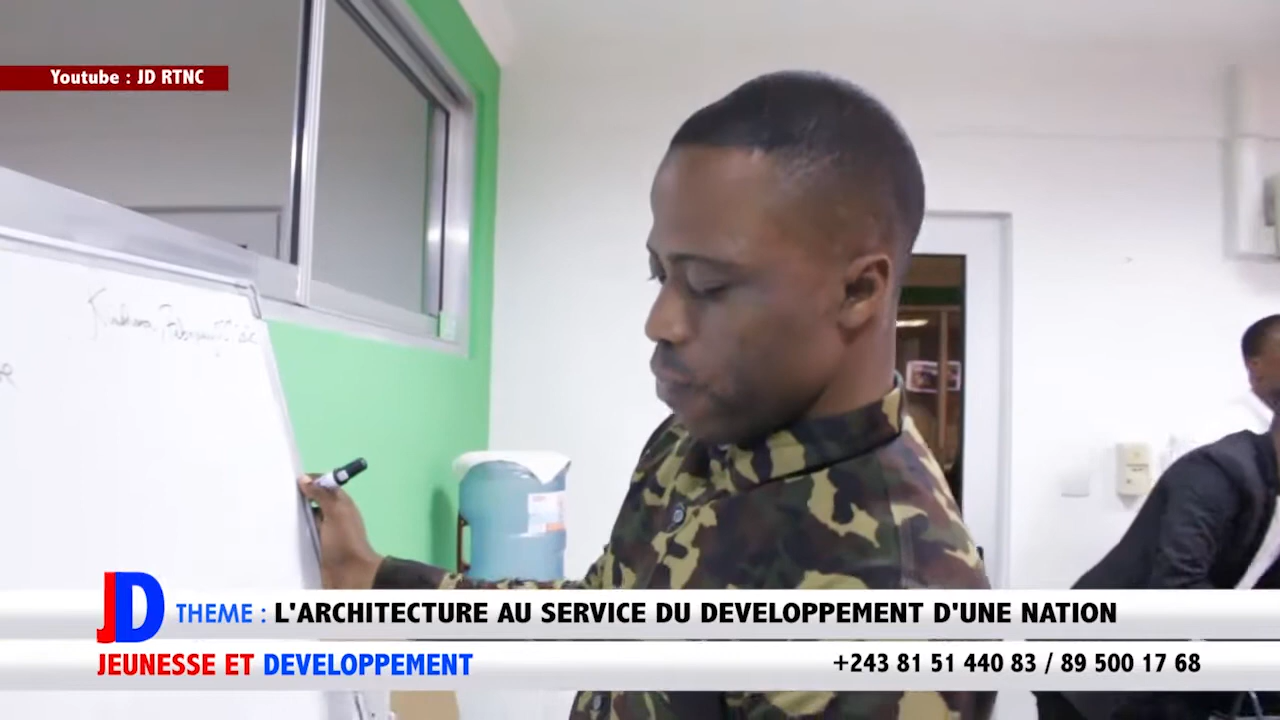 Youtube : JD RTNC
JD THEME : L'ARCHITECTURE AU SERVICE DU DEVELOPPEMENT D'UNE NATION
JEUNESSE ET DEVELOPPEMENT
+243 81 51 440 83 / 89 500 17 68